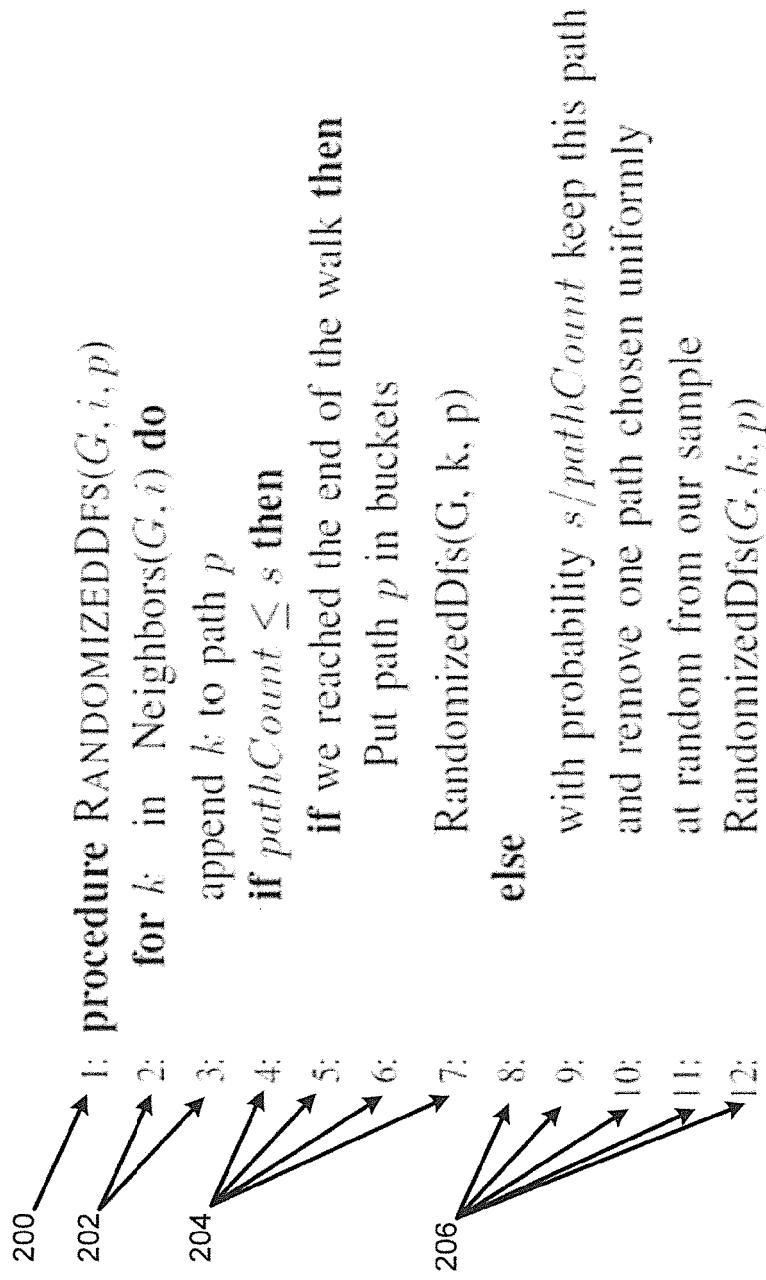 200
202
204
206
1: procedure RANDOMIZEDDFS(G, i, p)
2: for k in Neighbors(G, i) do
3: append k to path p
4: if pathCount ≤ s then
5: if we reached the end of the walk then
6: Put path p in buckets
7: RandomizedDfs(G, k, p)
8: else
9: with probability s/pathCount keep this path
10: and remove one path chosen uniformly
11: at random from our sample
12: RandomizedDfs(G, k, p)